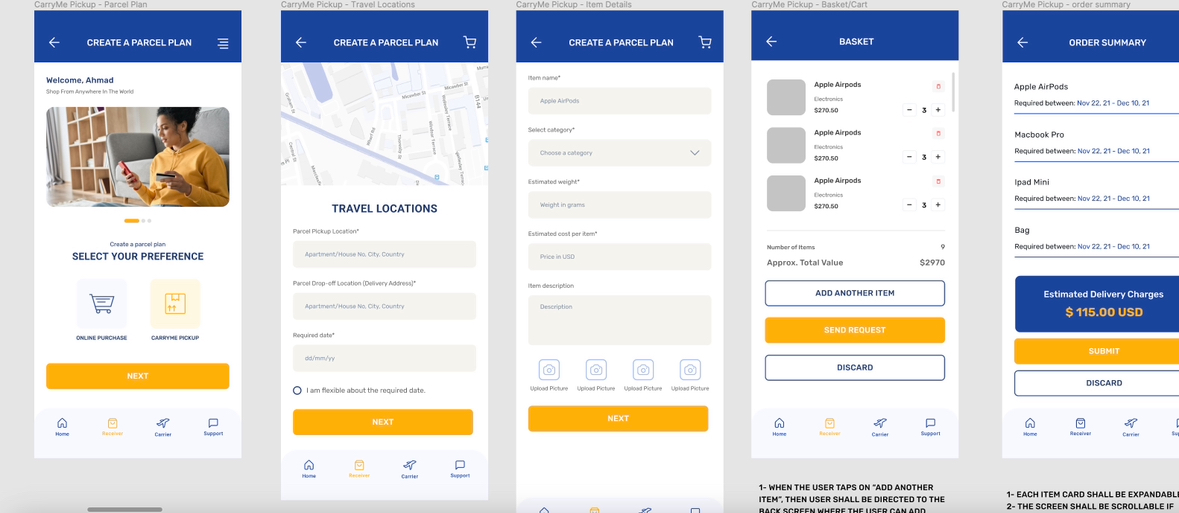 CarryMe Pickup - Parcel Plan
CREATE A PARCEL PLAN
Welcome, Ahmad
Shop From Anywhere In The World
Create a parcel plan
SELECT YOUR PREFERENCE
ONLINE PURCHASE
CARRYME PICKUP
NEXT
Home
Receiver
Carrier
Support
CarryMe Pickup - Travel Locations
CREATE A PARCEL PLAN
TRAVEL LOCATIONS
Parcel Pickup Location*
Apartment/House No, City, Country
Parcel Drop-off Location (Delivery Address)*
Apartment/House No, City, Country
Required date*
dd/mm/yy
I am flexible about the required date.
NEXT
Home
Receiver
Carrier
Support
CarryMe Pickup - Item Details
CREATE A PARCEL PLAN
Item name*
Apple AirPods
Select category*
Choose a category
Estimated weight*
Weight in grams
Estimated cost per item*
Price in USD
Item description
Description
Upload Picture
Upload Picture
Upload Picture
Upload Picture
NEXT
CarryMe Pickup - Basket/Cart
BASKET
Apple Airpods
Electronics
$270.50
3
Apple Airpods
Electronics
$270.50
3
Apple Airpods
Electronics
$270.50
3
Number of Items 9
Approx. Total Value $2970
ADD ANOTHER ITEM
SEND REQUEST
DISCARD
Home
Receiver
Carrier
Support
1- WHEN THE USER TAPS ON "ADD ANOTHER
ITEM", THEN USER SHALL BE DIRECTED TO THE
BACK SCREEN WHERE THE USER CAN ADD
CarryMe Pickup - order summary
ORDER SUMMARY
Apple AirPods
Required between: Nov 22, 21 - Dec 10, 21
Macbook Pro
Required between: Nov 22, 21 - Dec 10, 21
Ipad Mini
Required between: Nov 22, 21 - Dec 10, 21
Bag
Required between: Nov 22, 21 - Dec 10, 21
Estimated Delivery Charges
$ 115.00 USD
SUBMIT
DISCARD
Home
Receiver
Carrier
1- EACH ITEM CARD SHALL BE EXPANDABLE
2- THE SCREEN SHALL BE SCROLLABLE IF